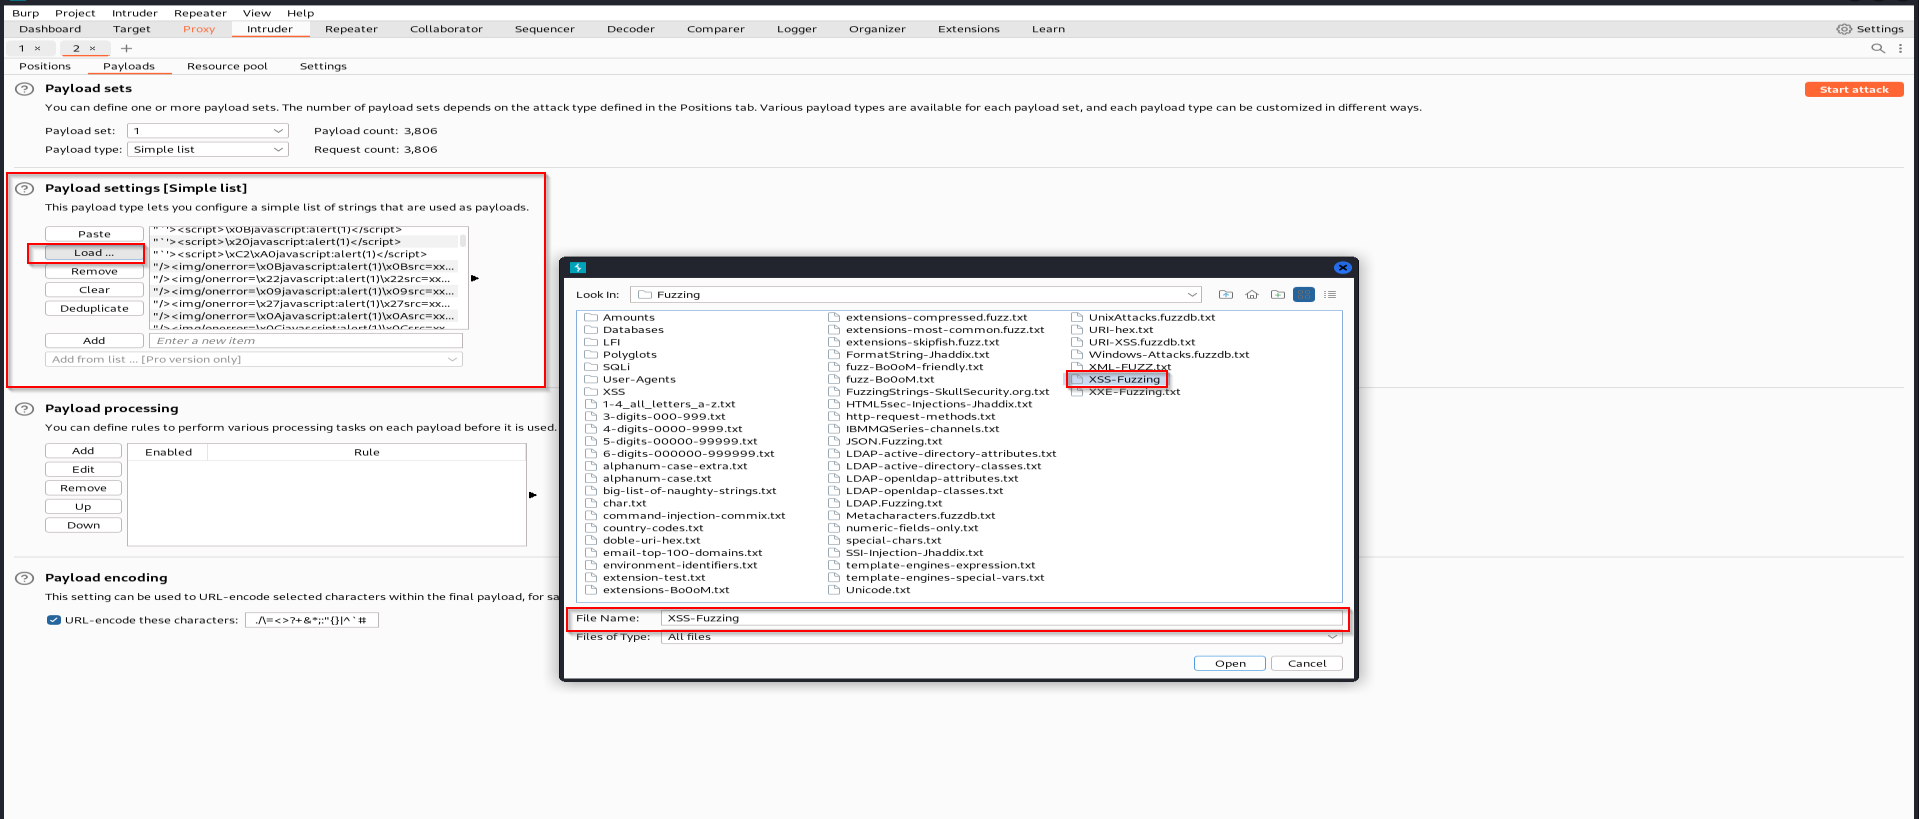 Burp Project Intruder Repeater View Help
Dashboard Target Proxy Intruder Repeater Collaborator Sequencer Decoder Comparer Logger Organizer Extensions Learn Settings
1 × 2 × +
Positions Payloads Resource pool Settings
? Payload sets
Start attack
You can define one or more payload sets. The number of payload sets depends on the attack type defined in the Positions tab. Various payload types are available for each payload set, and each payload type can be customized in different ways.
Payload set: 1 Payload count: 3,806
Payload type: Simple list Request count: 3,806
? Payload settings [Simple list]
This payload type lets you configure a simple list of strings that are used as payloads.
Paste
Load ...
Remove
Clear
Deduplicate
"`'><script>\x0Bjavascript:alert(1)</script>
"`'><script>\x20javascript:alert(1)</script>
"`'><script>\xC2\xA0javascript:alert(1)</script>
"/><img/onerror=\x0Bjavascript:alert(1)\x0Bsrc=xx...
"/><img/onerror=\x22javascript:alert(1)\x22src=xx...
"/><img/onerror=\x09javascript:alert(1)\x09src=xx...
"/><img/onerror=\x27javascript:alert(1)\x27src=xx...
"/><img/onerror=\x0Ajavascript:alert(1)\x0Asrc=xx...
Add Enter a new item
Add from list ... [Pro version only]
? Payload processing
You can define rules to perform various processing tasks on each payload before it is used.
Add
Edit
Remove
Up
Down
Enabled Rule
? Payload encoding
This setting can be used to URL-encode selected characters within the final payload, for sa
URL-encode these characters: ./\=<>?+&*;:"{}|^`#
Look In: Fuzzing
Amounts
Databases
LFI
Polyglots
SQLi
User-Agents
XSS
1-4_all_letters_a-z.txt
3-digits-000-999.txt
4-digits-0000-9999.txt
5-digits-00000-99999.txt
6-digits-000000-999999.txt
alphanum-case-extra.txt
alphanum-case.txt
big-list-of-naughty-strings.txt
char.txt
command-injection-commix.txt
country-codes.txt
doble-uri-hex.txt
email-top-100-domains.txt
environment-identifiers.txt
extension-test.txt
extensions-Bo0oM.txt
extensions-compressed.fuzz.txt
extensions-most-common.fuzz.txt
extensions-skipfish.fuzz.txt
FormatString-Jhaddix.txt
fuzz-Bo0oM-friendly.txt
fuzz-Bo0oM.txt
FuzzingStrings-SkullSecurity.org.txt
HTML5sec-Injections-Jhaddix.txt
http-request-methods.txt
IBMMQSeries-channels.txt
JSON.Fuzzing.txt
LDAP-active-directory-attributes.txt
LDAP-active-directory-classes.txt
LDAP-openldap-attributes.txt
LDAP-openldap-classes.txt
LDAP.Fuzzing.txt
Metacharacters.fuzzdb.txt
numeric-fields-only.txt
special-chars.txt
SSI-Injection-Jhaddix.txt
template-engines-expression.txt
template-engines-special-vars.txt
Unicode.txt
UnixAttacks.fuzzdb.txt
URI-hex.txt
URI-XSS.fuzzdb.txt
Windows-Attacks.fuzzdb.txt
XML-FUZZ.txt
XSS-Fuzzing
XXE-Fuzzing.txt
File Name: XSS-Fuzzing
Files of Type: All files
Open Cancel